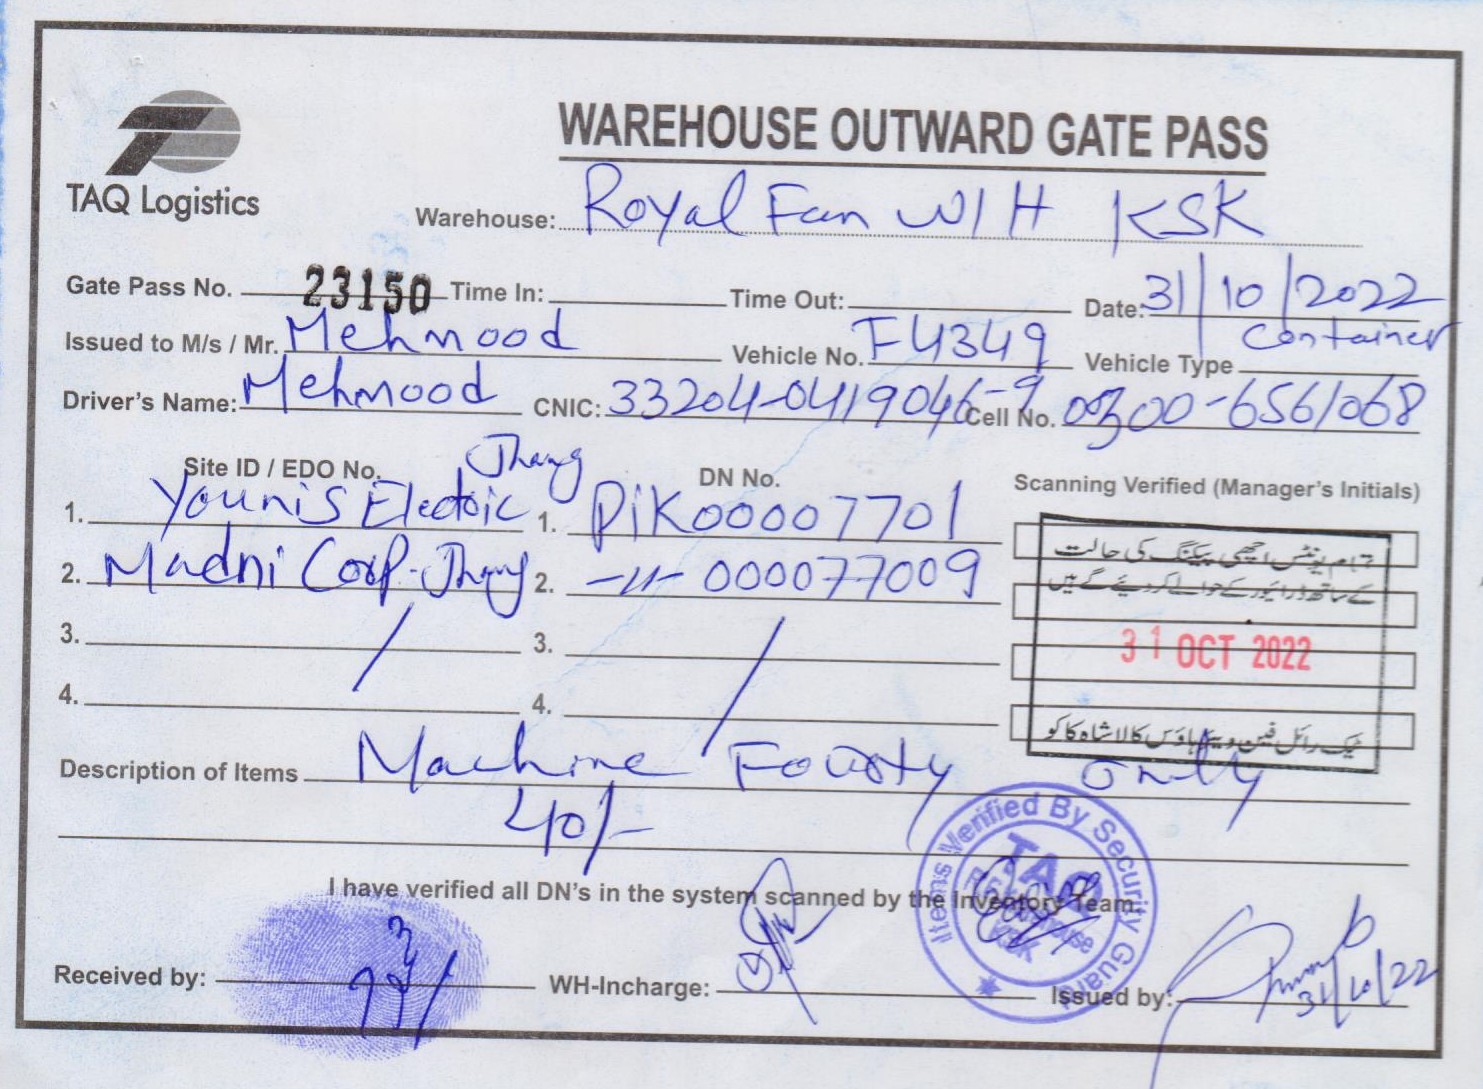 TAQ Logistics
WAREHOUSE OUTWARD GATE PASS
Warehouse: Royal Fan W/H KSK
Gate Pass No. 23150 Time In: Time Out: Date: 31/10/2022
Issued to M/s / Mr. Mehmood Vehicle No. F4349 Vehicle Type Container
Driver's Name: Mehmood CNIC: 33204-0419046-9 Cell No. 0300-6561068
Site ID / EDO No. DN No. Scanning Verified (Manager's Initials)
1. Younis Electoic Jhang 1. PiK00007701
2. Madni Corp. Jhang 2. -11- 000077009
3. 3.
4. 4.
تمام یونٹس اچھی پیکنگ کی حالت
کے ساتھ ڈرائیور کے حوالے کر دیئے گئے ہیں
31 OCT 2022
ٹیک رائل فین ویئر ہاؤس کالا شاہ کاکو
Description of Items Machine Fourty only
40/-
I have verified all DN's in the system scanned by the Inventory Team.
Items Verified By Security Guard
TAQ
Warehouse
KSK
Received by: WH-Incharge: Issued by: 31/10/22